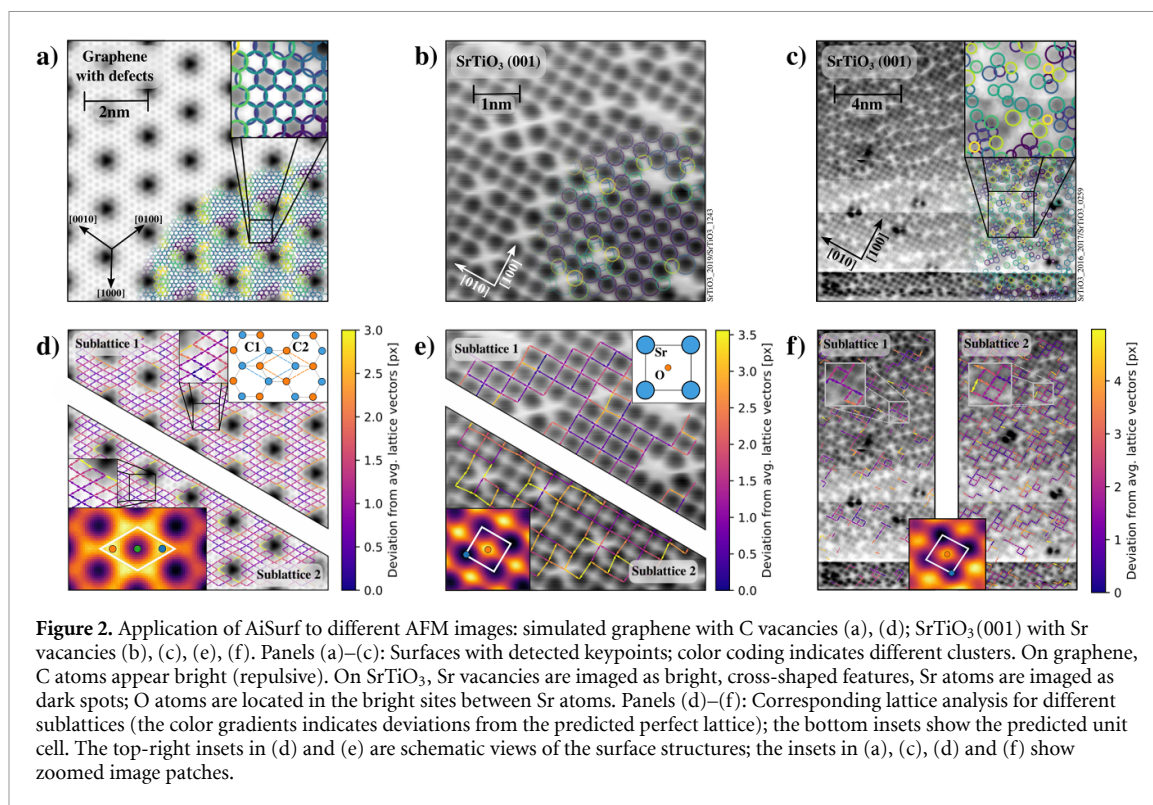 a)
Graphene
with defects
2nm
[0010]
[0100]
[1000]
b)
SrTiO3 (001)
1nm
[010]
[001]
SrTiO3_2019/SrTiO3_1243
c)
SrTiO3 (001)
4nm
[010]
[100]
SrTiO3_2016_2017/SrTiO3_0259
d)
Sublattice 1
C1
C2
Sublattice 2
3.0
2.5
2.0
1.5
1.0
0.5
0.0
Deviation from avg. lattice vectors [px]
e)
Sublattice 1
Sr
O
Sublattice 2
3.5
3.0
2.5
2.0
1.5
1.0
0.5
0.0
Deviation from avg. lattice vectors [px]
f)
Sublattice 1
Sublattice 2
4
3
2
1
0
Deviation from avg. lattice vectors [px]
Figure 2. Application of AiSurf to different AFM images: simulated graphene with C vacancies (a), (d); SrTiO3(001) with Sr
vacancies (b), (c), (e), (f). Panels (a)–(c): Surfaces with detected keypoints; color coding indicates different clusters. On graphene,
C atoms appear bright (repulsive). On SrTiO3, Sr vacancies are imaged as bright, cross-shaped features, Sr atoms are imaged as
dark spots; O atoms are located in the bright sites between Sr atoms. Panels (d)–(f): Corresponding lattice analysis for different
sublattices (the color gradients indicates deviations from the predicted perfect lattice); the bottom insets show the predicted unit
cell. The top-right insets in (d) and (e) are schematic views of the surface structures; the insets in (a), (c), (d) and (f) show
zoomed image patches.